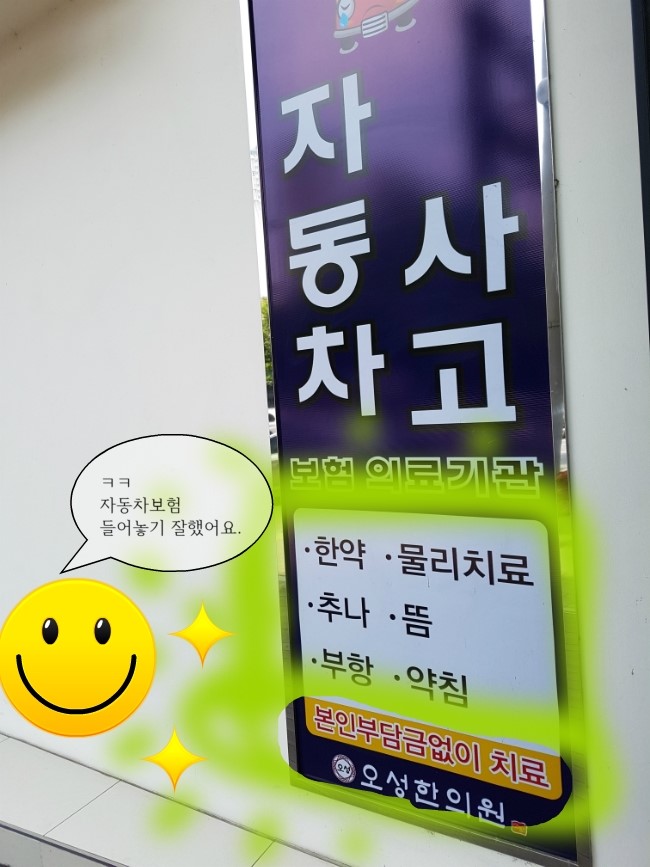 자동차
사고
보험 의료기관
·한약 ·물리치료
·추나 ·뜸
·부항 ·약침
본인부담금없이 치료
오성 오성한의원
ㅋㅋ
자동차보험
들어놓기 잘했어요.